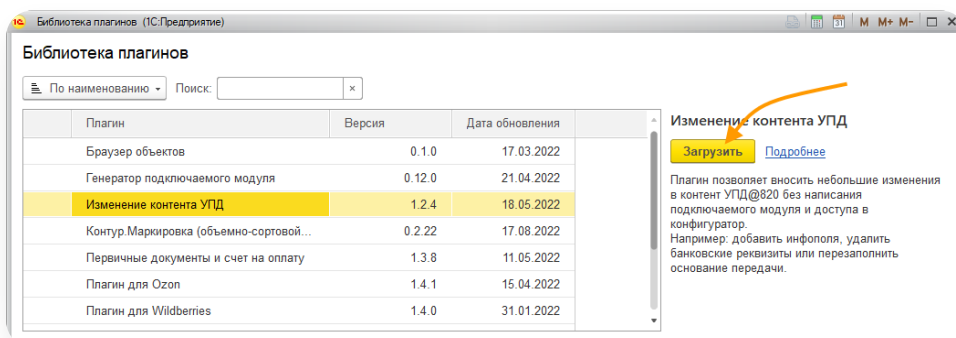 1С Библиотека плагинов (1С:Предприятие) 31 M M+ M-
Библиотека плагинов
По наименованию Поиск: ×
Плагин Версия Дата обновления
Браузер объектов 0.1.0 17.03.2022
Генератор подключаемого модуля 0.12.0 21.04.2022
Изменение контента УПД 1.2.4 18.05.2022
Контур.Маркировка (объемно-сортовой... 0.2.22 17.08.2022
Первичные документы и счет на оплату 1.3.8 11.05.2022
Плагин для Ozon 1.4.1 15.04.2022
Плагин для Wildberries 1.4.0 31.01.2022
Изменение контента УПД
Загрузить Подробнее
Плагин позволяет вносить небольшие изменения
в контент УПД@820 без написания
подключаемого модуля и доступа в
конфигуратор.
Например: добавить инфополя, удалить
банковские реквизиты или перезаполнить
основание передачи.